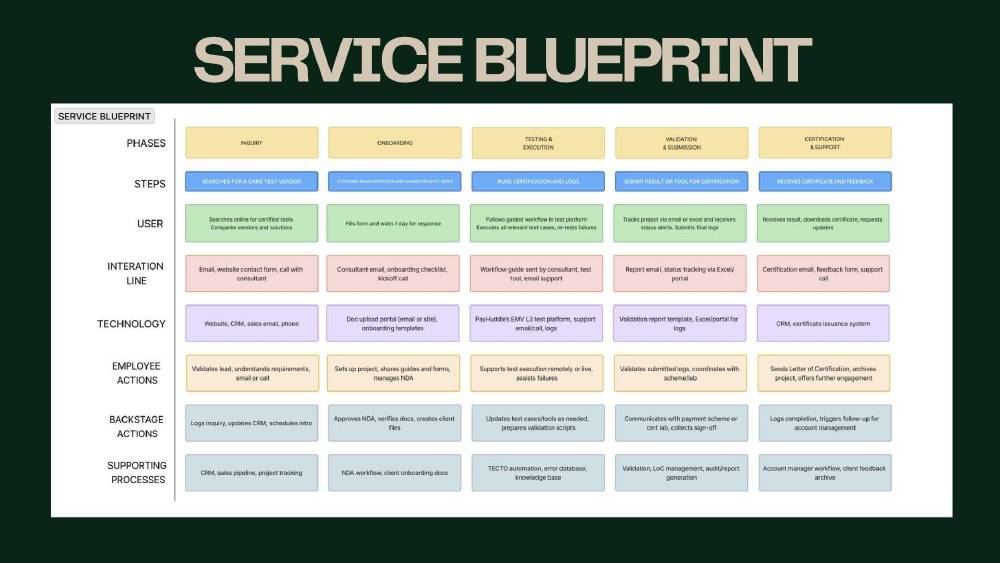 SERVICE BLUEPRINT
SERVICE BLUEPRINT
PHASES
INQUIRY
ONBOARDING
TESTING &
EXECUTION
VALIDATION
& SUBMISSION
CERTIFICATION
& SUPPORT
STEPS
SEARCHES FOR A CARD TEST VENDOR
RUNS CERTIFICATION AND LOGS
SUBMIT RESULT OR TOOL FOR CERTIFICATION
RECEIVES CERTIFICATE AND FEEDBACK
USER
Searches online for certified tools
Compares vendors and solutions
Fills form and waits 1 day for response
Follows guided workflow in test platform
Executes all relevant test cases, re-tests failures
Tracks project via email or excel and receives
status alerts. Submits final logs
Receives result, downloads certificate, requests
updates
INTERATION
LINE
Email, website contact form, call with
consultant
Consultant email, onboarding checklist,
kickoff call
Workflow guide sent by consultant, test
tool, email support
Report email, status tracking via Excel/
portal
Certification email, feedback form, support
call
TECHNOLOGY
Website, CRM, sales email, phone
Doc upload portal (email or site),
onboarding templates
PayHuddle's EMV L3 test platform, support
email/call, logs
Validation report template, Excel/portal for
logs
CRM, certificate issuance system
EMPLOYEE
ACTIONS
Validates lead, understands requirements,
email or call
Sets up project, shares guides and forms,
manages NDA
Supports test execution remotely or live,
assists failures
Validates submitted logs, coordinates with
scheme/lab
Sends Letter of Certification, archives
project, offers further engagement
BACKSTAGE
ACTIONS
Logs inquiry, updates CRM, schedules intro
Approves NDA, verifies docs, creates client
files
Updates test cases/tools as needed,
prepares validation scripts
Communicates with payment scheme or
cert lab, collects sign-off
Logs completion, triggers follow-up for
account management
SUPPORTING
PROCESSES
CRM, sales pipeline, project tracking
NDA workflow, client onboarding docs
TECTO automation, error database,
knowledge base
Validation, LoC management, audit/report
generation
Account manager workflow, client feedback
archive